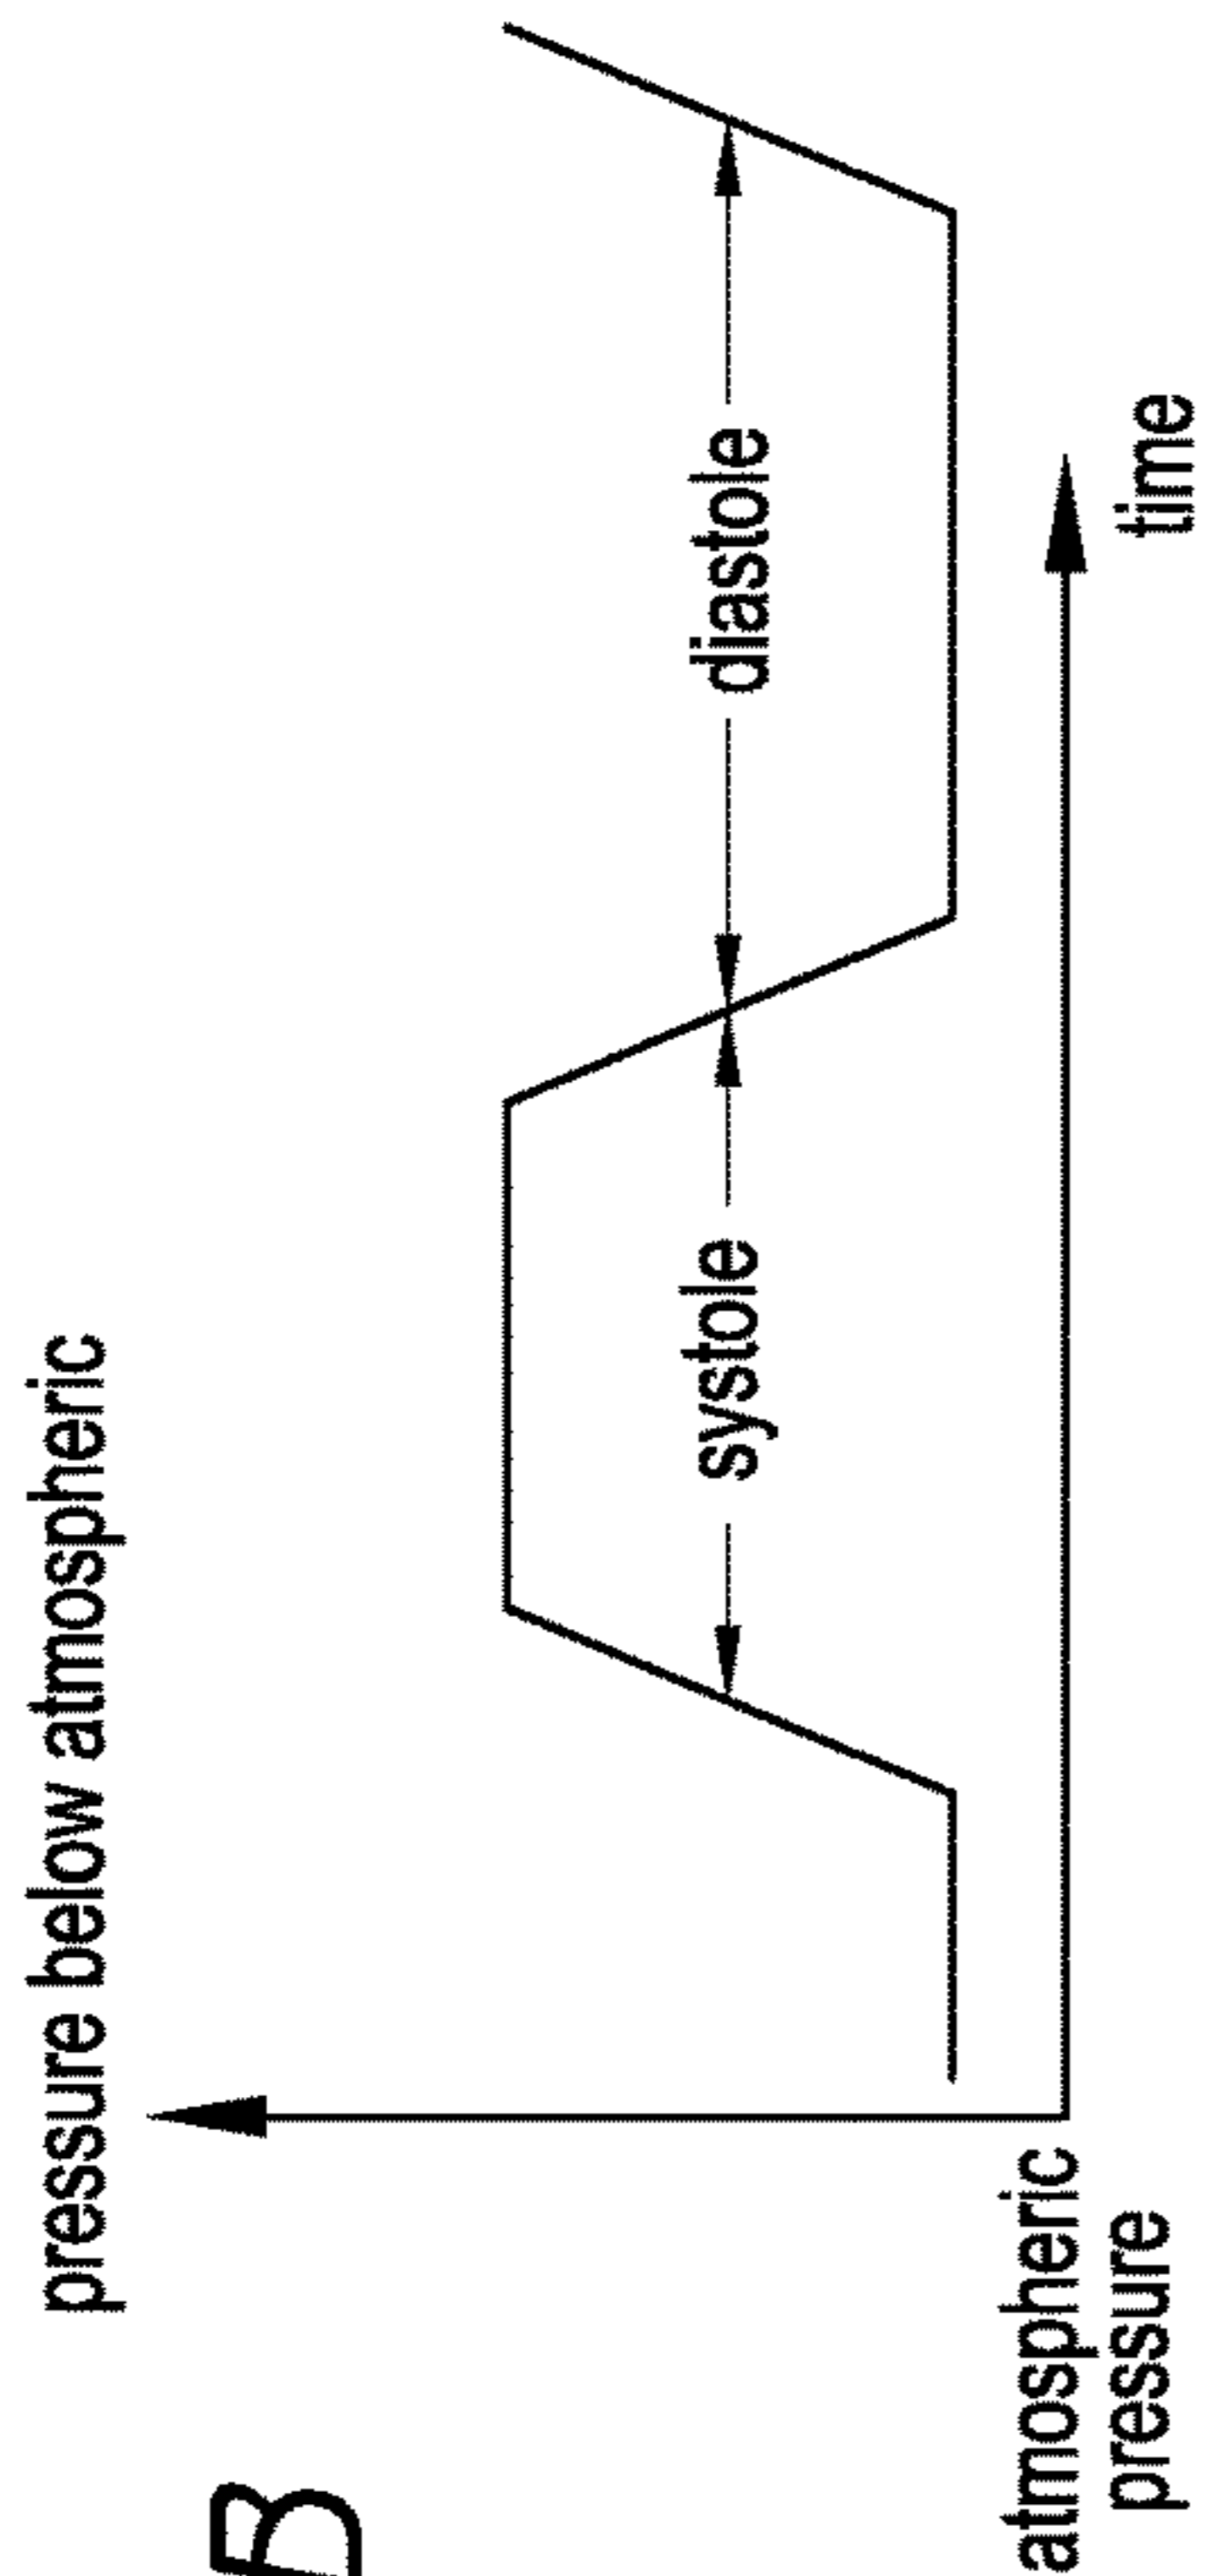 pressure below atmospheric
B
systole
diastole
atmospheric
pressure
time